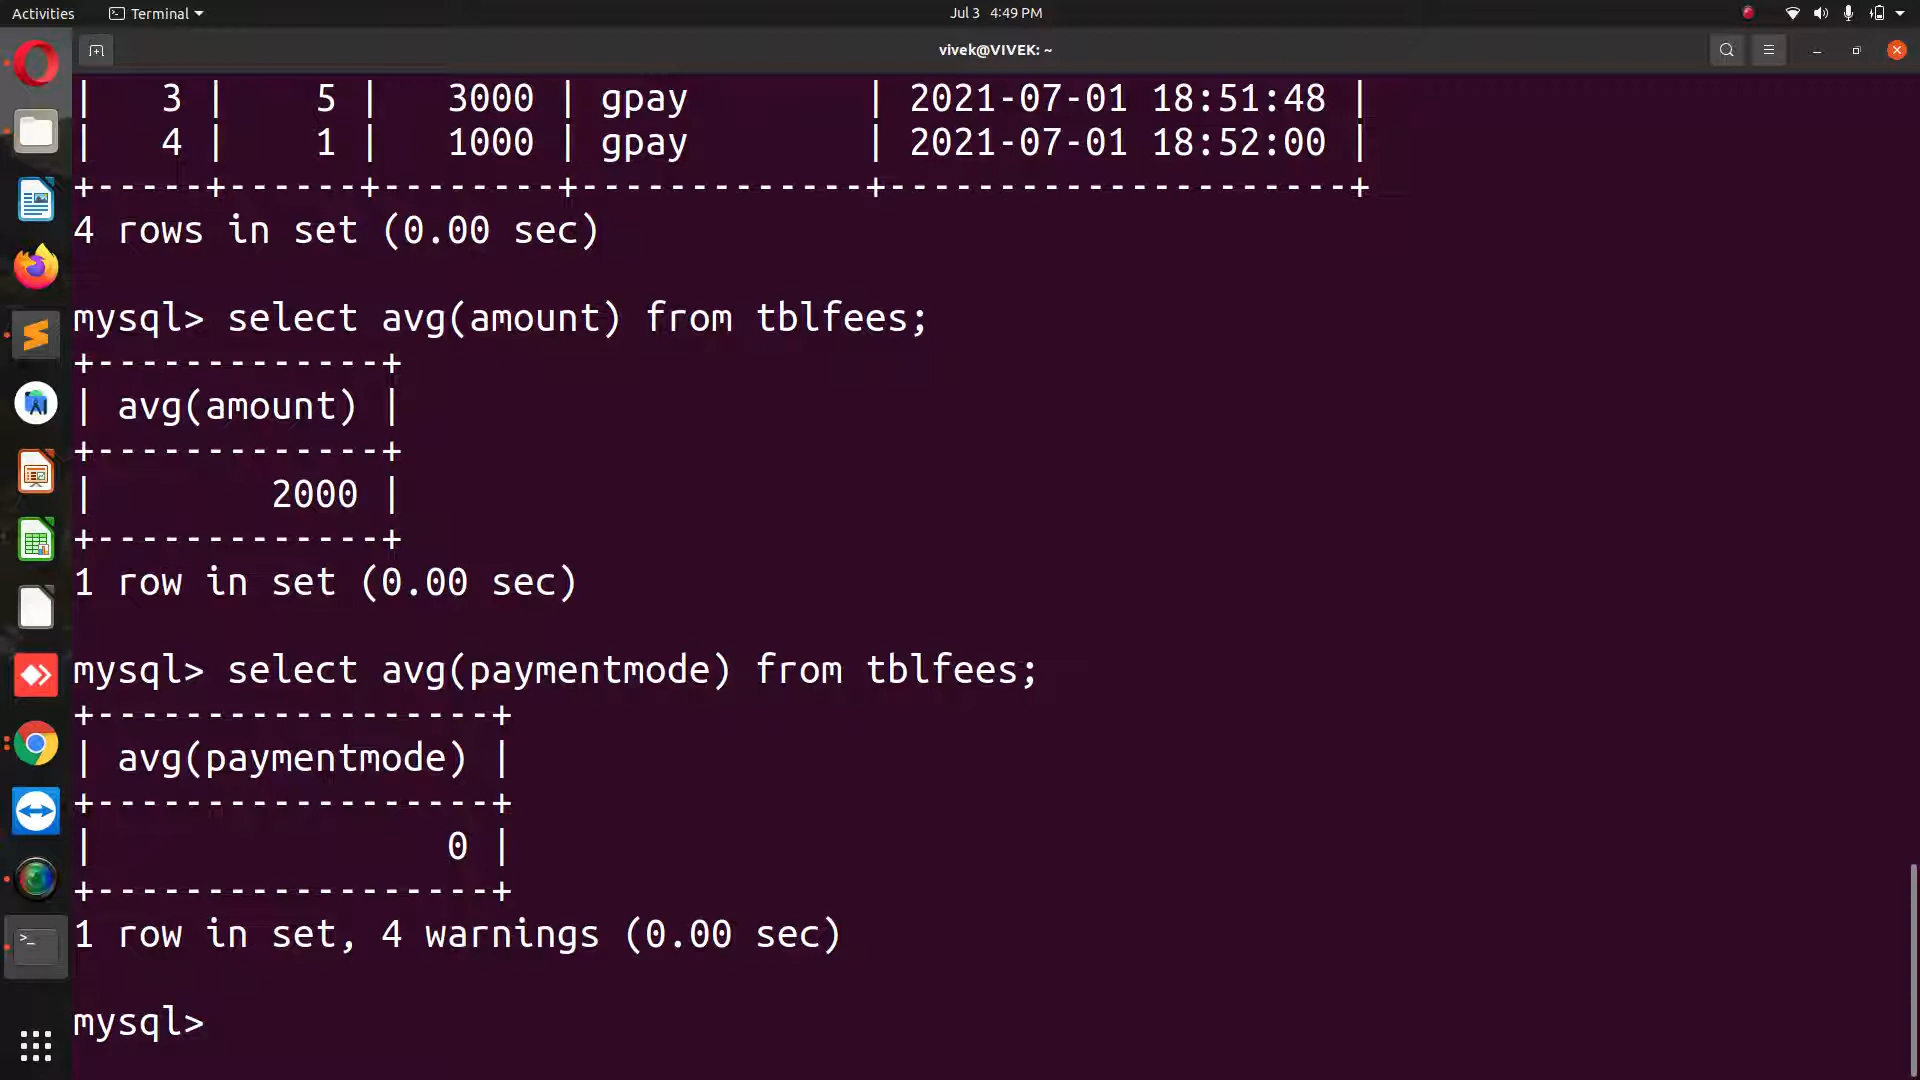 Activities Terminal Jul 3 4:49 PM
vivek@VIVEK: ~
| 3 | 5 | 3000 | gpay | 2021-07-01 18:51:48 |
| 4 | 1 | 1000 | gpay | 2021-07-01 18:52:00 |
+-----+------+--------+-------------+---------------------+
4 rows in set (0.00 sec)
mysql> select avg(amount) from tblfees;
+-------------+
| avg(amount) |
+-------------+
| 2000 |
+-------------+
1 row in set (0.00 sec)
mysql> select avg(paymentmode) from tblfees;
+------------------+
| avg(paymentmode) |
+------------------+
| 0 |
+------------------+
1 row in set, 4 warnings (0.00 sec)
mysql>